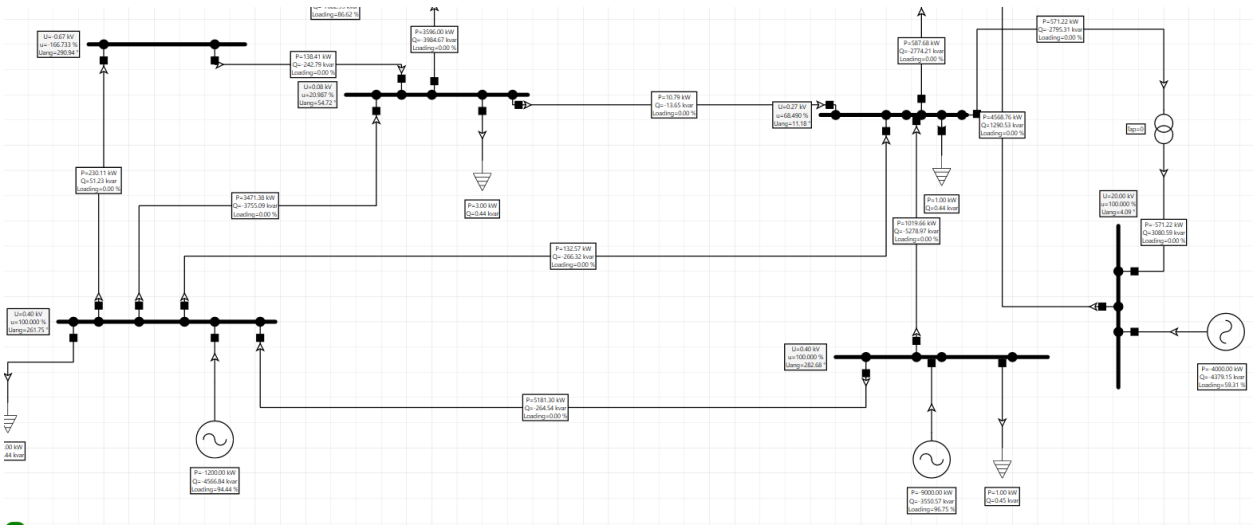 Loading=86.62 %
U=-0.67 kV
u=-166.733 %
Uang=290.94 °
P=138.41 kW
Q=-242.79 kvar
Loading=0.00 %
P=3596.00 kW
Q=-3984.67 kvar
Loading=0.00 %
P=587.68 kW
Q=-2774.21 kvar
Loading=0.00 %
P=571.22 kW
Q=-2795.31 kvar
Loading=0.00 %
U=0.08 kV
u=20.987 %
Uang=54.72 °
P=10.79 kW
Q=-13.65 kvar
Loading=0.00 %
U=0.27 kV
u=68.490 %
Uang=11.18 °
P=4568.76 kW
Q=1290.53 kvar
Loading=0.00 %
Tap=0
P=230.11 kW
Q=51.23 kvar
Loading=0.00 %
P=3471.38 kW
Q=-3755.09 kvar
Loading=0.00 %
P=3.00 kW
Q=0.44 kvar
P=1.00 kW
Q=0.44 kvar
U=20.00 kV
u=100.000 %
Uang=4.09 °
P=1019.66 kW
Q=-5278.97 kvar
Loading=0.00 %
P=-571.22 kW
Q=3080.59 kvar
Loading=0.00 %
P=132.57 kW
Q=-266.32 kvar
Loading=0.00 %
U=0.40 kV
u=100.000 %
Uang=261.75 °
U=0.40 kV
u=100.000 %
Uang=282.68 °
P=-4000.00 kW
Q=-4379.15 kvar
Loading=59.31 %
P=5181.30 kW
Q=-264.54 kvar
Loading=0.00 %
.00 kW
.44 kvar
P=-1200.00 kW
Q=-4566.84 kvar
Loading=94.44 %
P=-9000.00 kW
Q=-3550.57 kvar
Loading=96.75 %
P=1.00 kW
Q=0.45 kvar